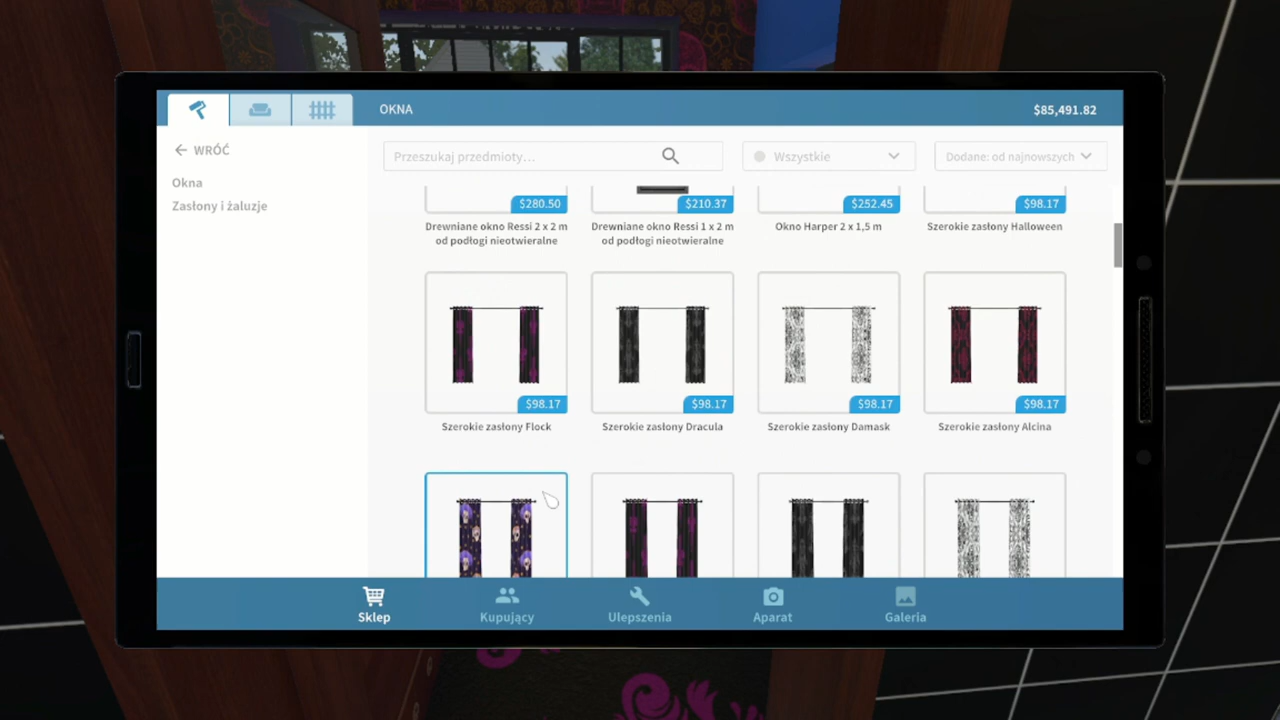 OKNA
$85,491.82
WRÓĆ
Okna
Zasłony i żaluzje
Przeszukaj przedmioty...
Wszystkie
Dodane: od najnowszych
$280.50
$210.37
$252.45
$98.17
Drewniane okno Ressi 2 x 2 m
od podłogi nieotwieralne
Drewniane okno Ressi 1 x 2 m
od podłogi nieotwieralne
Okno Harper 2 x 1,5 m
Szerokie zasłony Halloween
$98.17
$98.17
$98.17
$98.17
Szerokie zasłony Flock
Szerokie zasłony Dracula
Szerokie zasłony Damask
Szerokie zasłony Alcina
Sklep
Kupujący
Ulepszenia
Aparat
Galeria